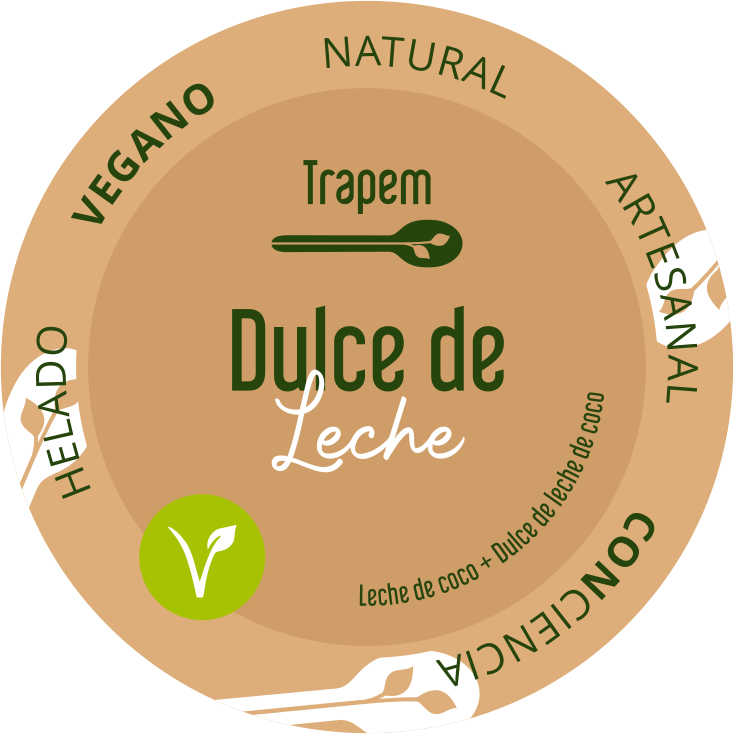 HELADO
VEGANO
NATURAL
ARTESANAL
CONCIENCIA
Trapem
Dulce de
Leche
Leche de coco + Dulce de leche de coco